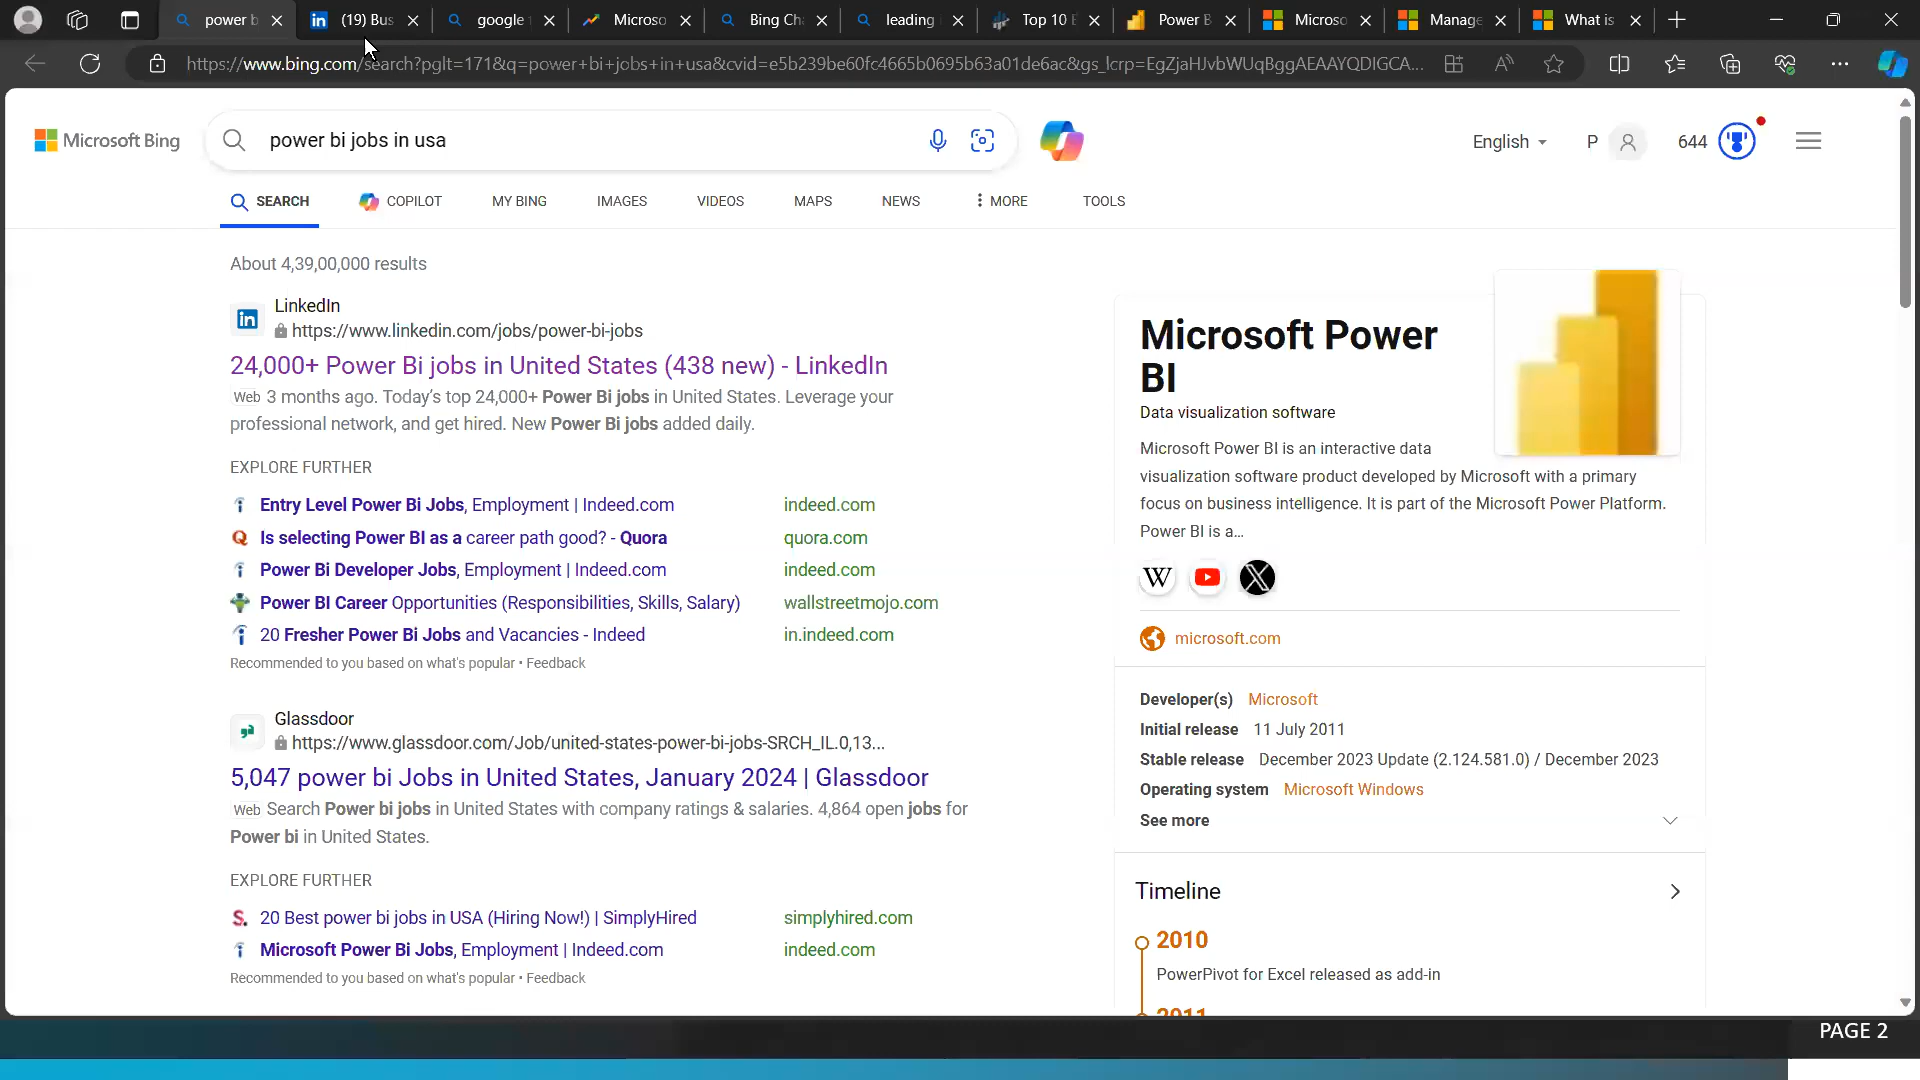 power b
(19) Bus
google
Microso
Bing Ch
leading
Top 10 E
Power B
Microso
Manage
What is
https://www.bing.com/search?pglt=171&q=power+bi+jobs+in+usa&cvid=e5b239be60fc4665b0695b63a01de6ac&gs_lcrp=EgZjaHJvbWUqBggAEAAYQDIGCA...
Microsoft Bing
power bi jobs in usa
English
P
644
SEARCH
COPILOT
MY BING
IMAGES
VIDEOS
MAPS
NEWS
MORE
TOOLS
About 4,39,00,000 results
LinkedIn
https://www.linkedin.com/jobs/power-bi-jobs
24,000+ Power Bi jobs in United States (438 new) - LinkedIn
Web 3 months ago. Today's top 24,000+ Power Bi jobs in United States. Leverage your
professional network, and get hired. New Power Bi jobs added daily.
EXPLORE FURTHER
Entry Level Power Bi Jobs, Employment | Indeed.com indeed.com
Is selecting Power BI as a career path good? - Quora quora.com
Power Bi Developer Jobs, Employment | Indeed.com indeed.com
Power BI Career Opportunities (Responsibilities, Skills, Salary) wallstreetmojo.com
20 Fresher Power Bi Jobs and Vacancies - Indeed in.indeed.com
Recommended to you based on what's popular • Feedback
Glassdoor
https://www.glassdoor.com/Job/united-states-power-bi-jobs-SRCH_IL.0,13...
5,047 power bi Jobs in United States, January 2024 | Glassdoor
Web Search Power bi jobs in United States with company ratings & salaries. 4,864 open jobs for
Power bi in United States.
EXPLORE FURTHER
20 Best power bi jobs in USA (Hiring Now!) | SimplyHired simplyhired.com
Microsoft Power Bi Jobs, Employment | Indeed.com indeed.com
Recommended to you based on what's popular • Feedback
Microsoft Power
BI
Data visualization software
Microsoft Power BI is an interactive data
visualization software product developed by Microsoft with a primary
focus on business intelligence. It is part of the Microsoft Power Platform.
Power BI is a...
microsoft.com
Developer(s) Microsoft
Initial release 11 July 2011
Stable release December 2023 Update (2.124.581.0) / December 2023
Operating system Microsoft Windows
See more
Timeline
2010
PowerPivot for Excel released as add-in
2011
PAGE 2